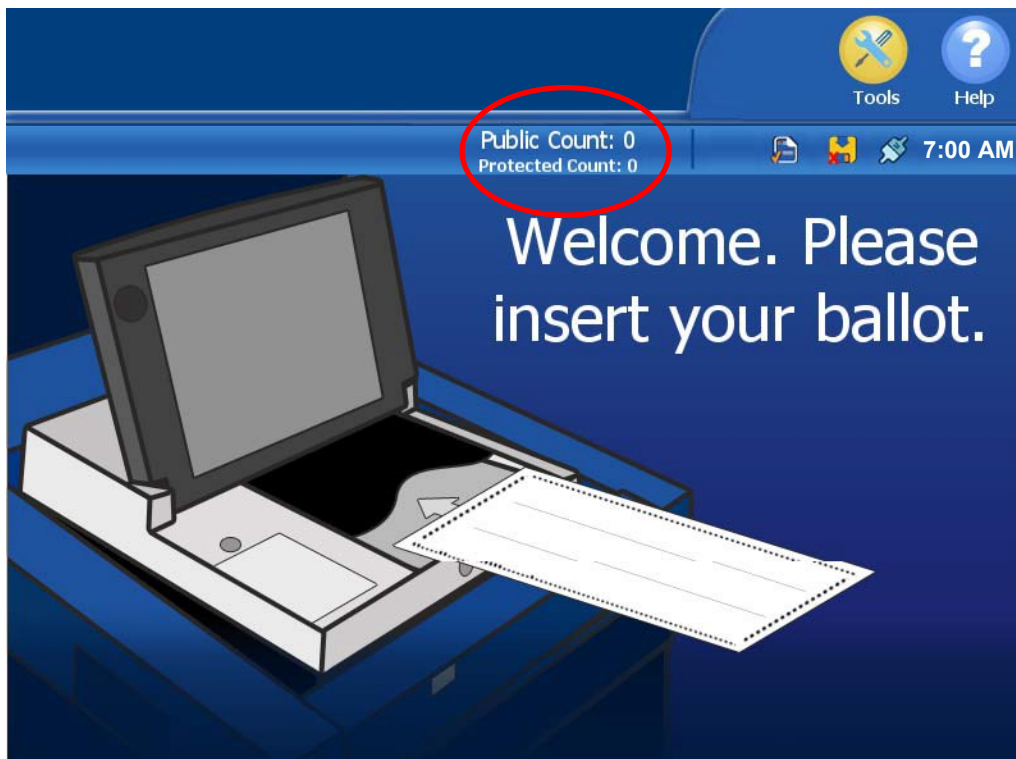 Tools
Help
Public Count: 0
Protected Count: 0
7:00 AM
Welcome. Please
insert your ballot.